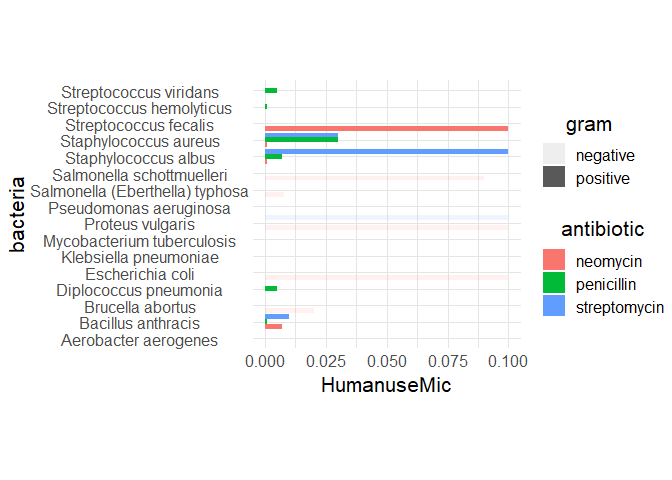 bacteria
Streptococcus viridans
Streptococcus hemolyticus
Streptococcus fecalis
Staphylococcus aureus
Staphylococcus albus
Salmonella schottmuelleri
Salmonella (Eberthella) typhosa
Pseudomonas aeruginosa
Proteus vulgaris
Mycobacterium tuberculosis
Klebsiella pneumoniae
Escherichia coli
Diplococcus pneumonia
Brucella abortus
Bacillus anthracis
Aerobacter aerogenes
0.000 0.025 0.050 0.075 0.100
HumanuseMic
gram
negative
positive
antibiotic
neomycin
penicillin
streptomycin